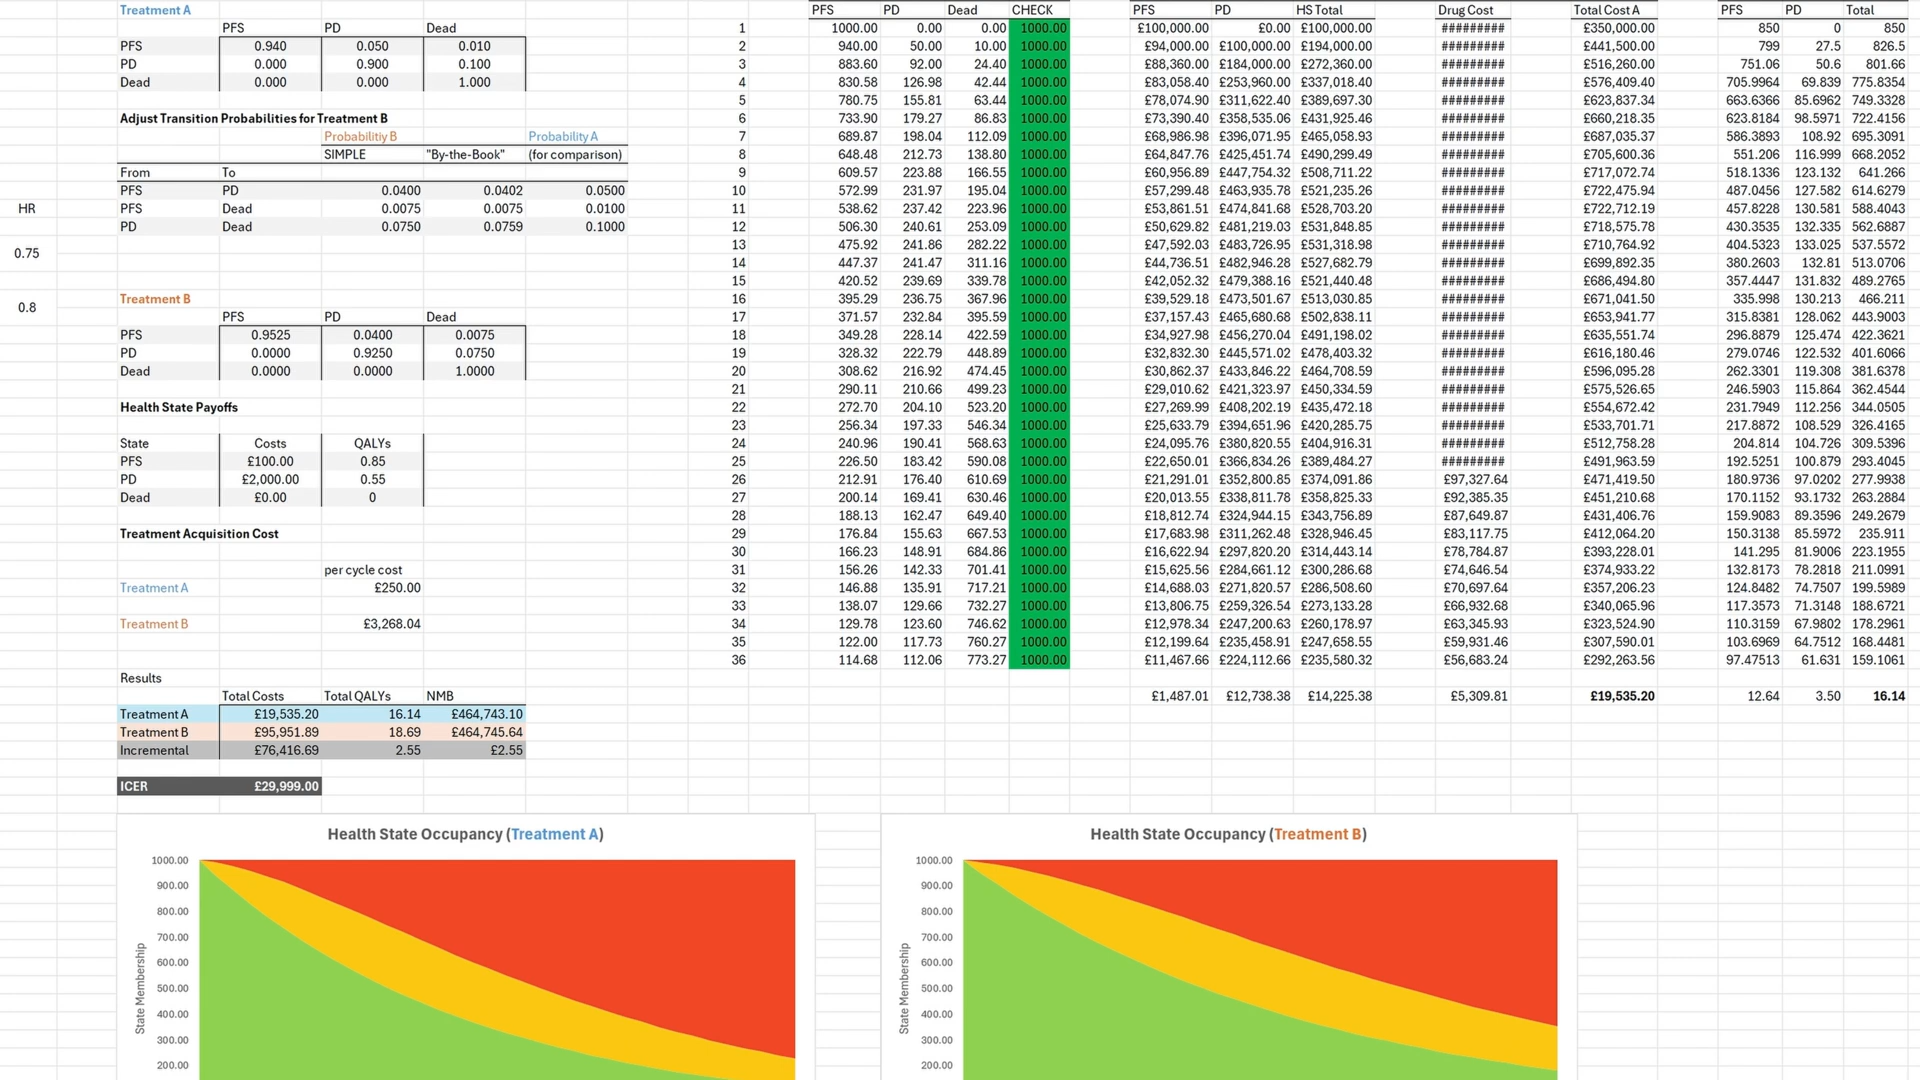 Treatment A
PFS PD Dead
PFS 0.940 0.050 0.010
PD 0.000 0.900 0.100
Dead 0.000 0.000 1.000
Adjust Transition Probabilities for Treatment B
Probabilitiy B Probability A
SIMPLE "By-the-Book" (for comparison)
From To
PFS PD 0.0400 0.0402 0.0500
HR PFS Dead 0.0075 0.0075 0.0100
PD Dead 0.0750 0.0759 0.1000
0.75
Treatment B
0.8
PFS PD Dead
PFS 0.9525 0.0400 0.0075
PD 0.0000 0.9250 0.0750
Dead 0.0000 0.0000 1.0000
Health State Payoffs
State Costs QALYs
PFS £100.00 0.85
PD £2,000.00 0.55
Dead £0.00 0
Treatment Acquisition Cost
per cycle cost
Treatment A £250.00
Treatment B £3,268.04
Results
Total Costs Total QALYs NMB
Treatment A £19,535.20 16.14 £464,743.10
Treatment B £95,951.89 18.69 £464,745.64
Incremental £76,416.69 2.55 £2.55
ICER £29,999.00
PFS PD Dead CHECK PFS PD HS Total Drug Cost Total Cost A PFS PD Total
1 1000.00 0.00 0.00 1000.00 £100,000.00 £0.00 £100,000.00 ######### £350,000.00 850 0 850
2 940.00 50.00 10.00 1000.00 £94,000.00 £100,000.00 £194,000.00 ######### £441,500.00 799 27.5 826.5
3 883.60 92.00 24.40 1000.00 £88,360.00 £184,000.00 £272,360.00 ######### £516,260.00 751.06 50.6 801.66
4 830.58 126.98 42.44 1000.00 £83,058.40 £253,960.00 £337,018.40 ######### £576,409.40 705.9964 69.839 775.8354
5 780.75 155.81 63.44 1000.00 £78,074.90 £311,622.40 £389,697.30 ######### £623,837.34 663.6366 85.6962 749.3328
6 733.90 179.27 86.83 1000.00 £73,390.40 £358,535.06 £431,925.46 ######### £660,218.35 623.8184 98.5971 722.4156
7 689.87 198.04 112.09 1000.00 £68,986.98 £396,071.95 £465,058.93 ######### £687,035.37 586.3893 108.92 695.3091
8 648.48 212.73 138.80 1000.00 £64,847.76 £425,451.74 £490,299.49 ######### £705,600.36 551.206 116.999 668.2052
9 609.57 223.88 166.55 1000.00 £60,956.89 £447,754.32 £508,711.22 ######### £717,072.74 518.1336 123.132 641.266
10 572.99 231.97 195.04 1000.00 £57,299.48 £463,935.78 £521,235.26 ######### £722,475.94 487.0456 127.582 614.6279
11 538.62 237.42 223.96 1000.00 £53,861.51 £474,841.68 £528,703.20 ######### £722,712.19 457.8228 130.581 588.4043
12 506.30 240.61 253.09 1000.00 £50,629.82 £481,219.03 £531,848.85 ######### £718,575.78 430.3535 132.335 562.6887
13 475.92 241.86 282.22 1000.00 £47,592.03 £483,726.95 £531,318.98 ######### £710,764.92 404.5323 133.025 537.5572
14 447.37 241.47 311.16 1000.00 £44,736.51 £482,946.28 £527,682.79 ######### £699,892.35 380.2603 132.81 513.0706
15 420.52 239.69 339.78 1000.00 £42,052.32 £479,388.16 £521,440.48 ######### £686,494.80 357.4447 131.832 489.2765
16 395.29 236.75 367.96 1000.00 £39,529.18 £473,501.67 £513,030.85 ######### £671,041.50 335.998 130.213 466.211
17 371.57 232.84 395.59 1000.00 £37,157.43 £465,680.68 £502,838.11 ######### £653,941.77 315.8381 128.062 443.9003
18 349.28 228.14 422.59 1000.00 £34,927.98 £456,270.04 £491,198.02 ######### £635,551.74 296.8879 125.474 422.3621
19 328.32 222.79 448.89 1000.00 £32,832.30 £445,571.02 £478,403.32 ######### £616,180.46 279.0746 122.532 401.6066
20 308.62 216.92 474.45 1000.00 £30,862.37 £433,846.22 £464,708.59 ######### £596,095.28 262.3301 119.308 381.6378
21 290.11 210.66 499.23 1000.00 £29,010.62 £421,323.97 £450,334.59 ######### £575,526.65 246.5903 115.864 362.4544
22 272.70 204.10 523.20 1000.00 £27,269.99 £408,202.19 £435,472.18 ######### £554,672.42 231.7949 112.256 344.0505
23 256.34 197.33 546.34 1000.00 £25,633.79 £394,651.96 £420,285.75 ######### £533,701.71 217.8872 108.529 326.4165
24 240.96 190.41 568.63 1000.00 £24,095.76 £380,820.55 £404,916.31 ######### £512,758.28 204.814 104.726 309.5396
25 226.50 183.42 590.08 1000.00 £22,650.01 £366,834.26 £389,484.27 ######### £491,963.59 192.5251 100.879 293.4045
26 212.91 176.40 610.69 1000.00 £21,291.01 £352,800.85 £374,091.86 £97,327.64 £471,419.50 180.9736 97.0202 277.9938
27 200.14 169.41 630.46 1000.00 £20,013.55 £338,811.78 £358,825.33 £92,385.35 £451,210.68 170.1152 93.1732 263.2884
28 188.13 162.47 649.40 1000.00 £18,812.74 £324,944.15 £343,756.89 £87,649.87 £431,406.76 159.9083 89.3596 249.2679
29 176.84 155.63 667.53 1000.00 £17,683.98 £311,262.48 £328,946.45 £83,117.75 £412,064.20 150.3138 85.5972 235.911
30 166.23 148.91 684.86 1000.00 £16,622.94 £297,820.20 £314,443.14 £78,784.87 £393,228.01 141.295 81.9006 223.1955
31 156.26 142.33 701.41 1000.00 £15,625.56 £284,661.12 £300,286.68 £74,646.54 £374,933.22 132.8173 78.2818 211.0991
32 146.88 135.91 717.21 1000.00 £14,688.03 £271,820.57 £286,508.60 £70,697.64 £357,206.23 124.8482 74.7507 199.5989
33 138.07 129.66 732.27 1000.00 £13,806.75 £259,326.54 £273,133.28 £66,932.68 £340,065.96 117.3573 71.3148 188.6721
34 129.78 123.60 746.62 1000.00 £12,978.34 £247,200.63 £260,178.97 £63,345.93 £323,524.90 110.3159 67.9802 178.2961
35 122.00 117.73 760.27 1000.00 £12,199.64 £235,458.91 £247,658.55 £59,931.46 £307,590.01 103.6969 64.7512 168.4481
36 114.68 112.06 773.27 1000.00 £11,467.66 £224,112.66 £235,580.32 £56,683.24 £292,263.56 97.47513 61.631 159.1061
£1,487.01 £12,738.38 £14,225.38 £5,309.81 £19,535.20 12.64 3.50 16.14
Health State Occupancy (Treatment A)
State Membership
1000.00
900.00
800.00
700.00
600.00
500.00
400.00
300.00
200.00
Health State Occupancy (Treatment B)
State Membership
1000.00
900.00
800.00
700.00
600.00
500.00
400.00
300.00
200.00